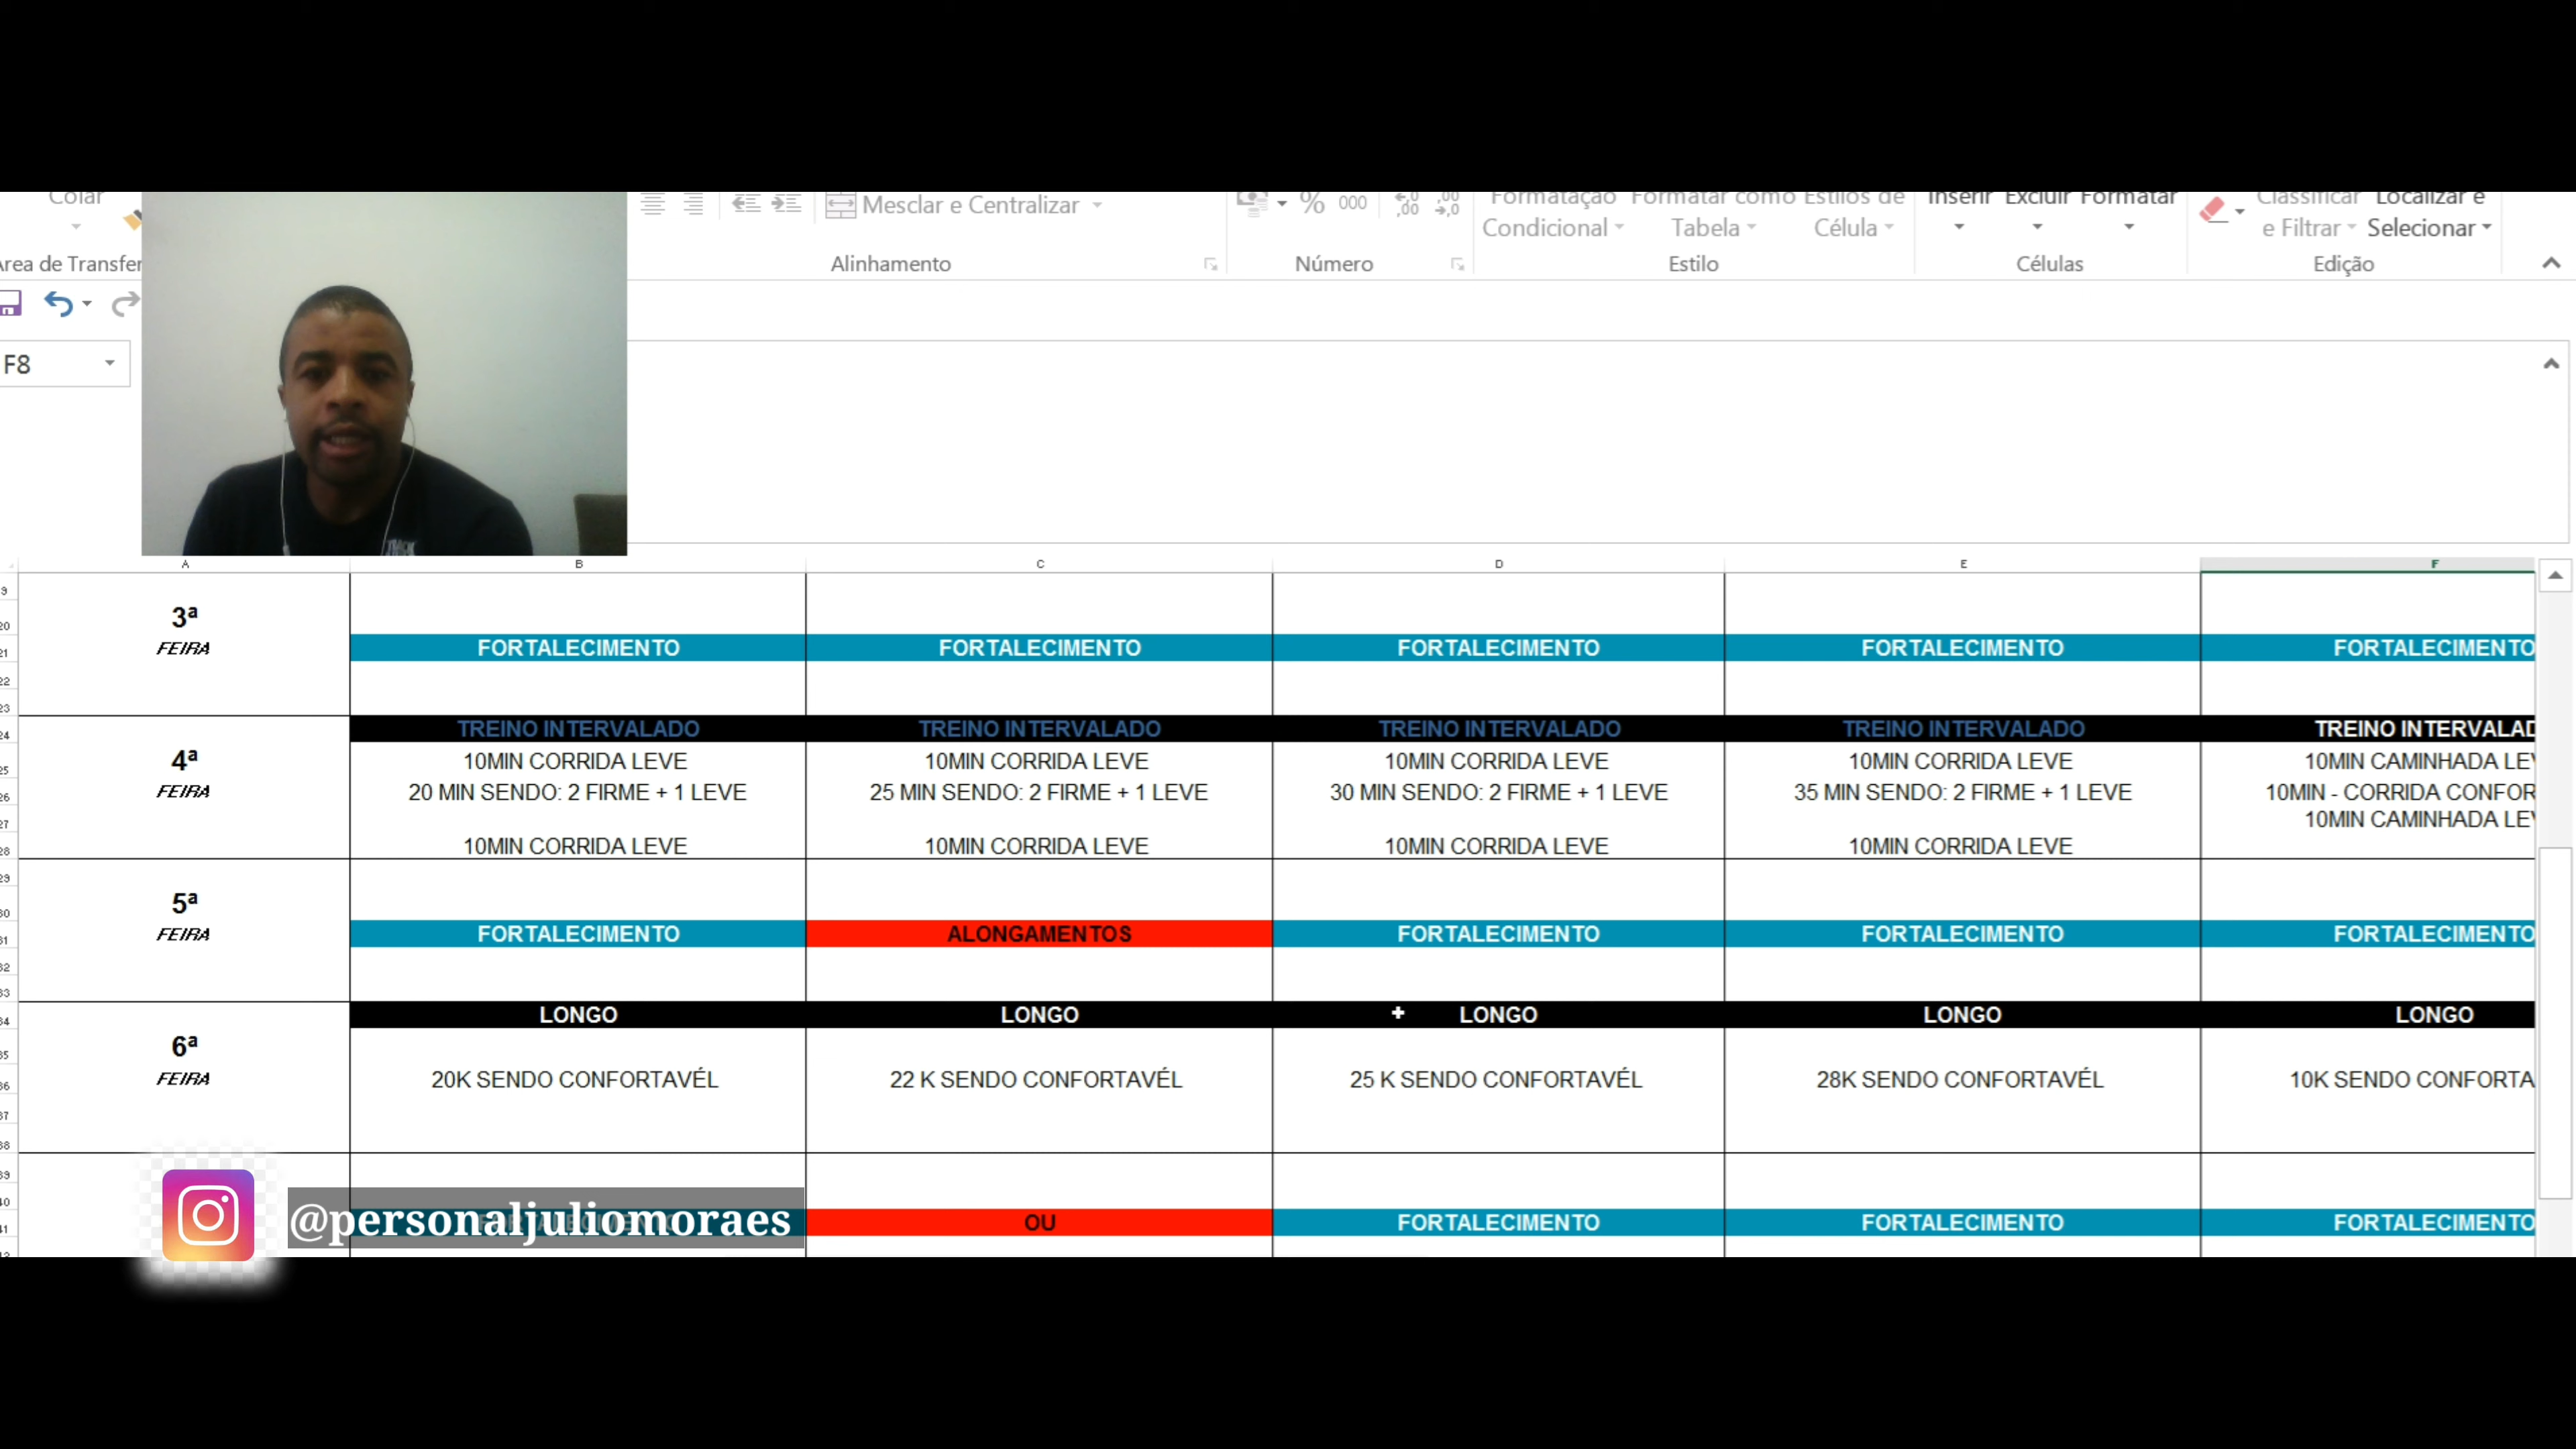 Colar
Mesclar e Centralizar
% 000
Formatação Formatar como Estilos de
Condicional Tabela Célula
Inserir Excluir Formatar
Classificar Localizar e
e Filtrar Selecionar
Área de Transfer
Alinhamento
Número
Estilo
Células
Edição
F8
A B C D E F
3ª
FEIRA
FORTALECIMENTO FORTALECIMENTO FORTALECIMENTO FORTALECIMENTO FORTALECIMENTO
TREINO INTERVALADO TREINO INTERVALADO TREINO INTERVALADO TREINO INTERVALADO TREINO INTERVALAD
4ª
FEIRA
10MIN CORRIDA LEVE 10MIN CORRIDA LEVE 10MIN CORRIDA LEVE 10MIN CORRIDA LEVE 10MIN CAMINHADA LEV
20 MIN SENDO: 2 FIRME + 1 LEVE 25 MIN SENDO: 2 FIRME + 1 LEVE 30 MIN SENDO: 2 FIRME + 1 LEVE 35 MIN SENDO: 2 FIRME + 1 LEVE 10MIN - CORRIDA CONFOR
10MIN CAMINHADA LEV
10MIN CORRIDA LEVE 10MIN CORRIDA LEVE 10MIN CORRIDA LEVE 10MIN CORRIDA LEVE
5ª
FEIRA
FORTALECIMENTO ALONGAMENTOS FORTALECIMENTO FORTALECIMENTO FORTALECIMENTO
LONGO LONGO LONGO LONGO LONGO
6ª
FEIRA
20K SENDO CONFORTAVÉL 22 K SENDO CONFORTAVÉL 25 K SENDO CONFORTAVÉL 28K SENDO CONFORTAVÉL 10K SENDO CONFORTA
@personaljuliomoraes
OU FORTALECIMENTO FORTALECIMENTO FORTALECIMENTO